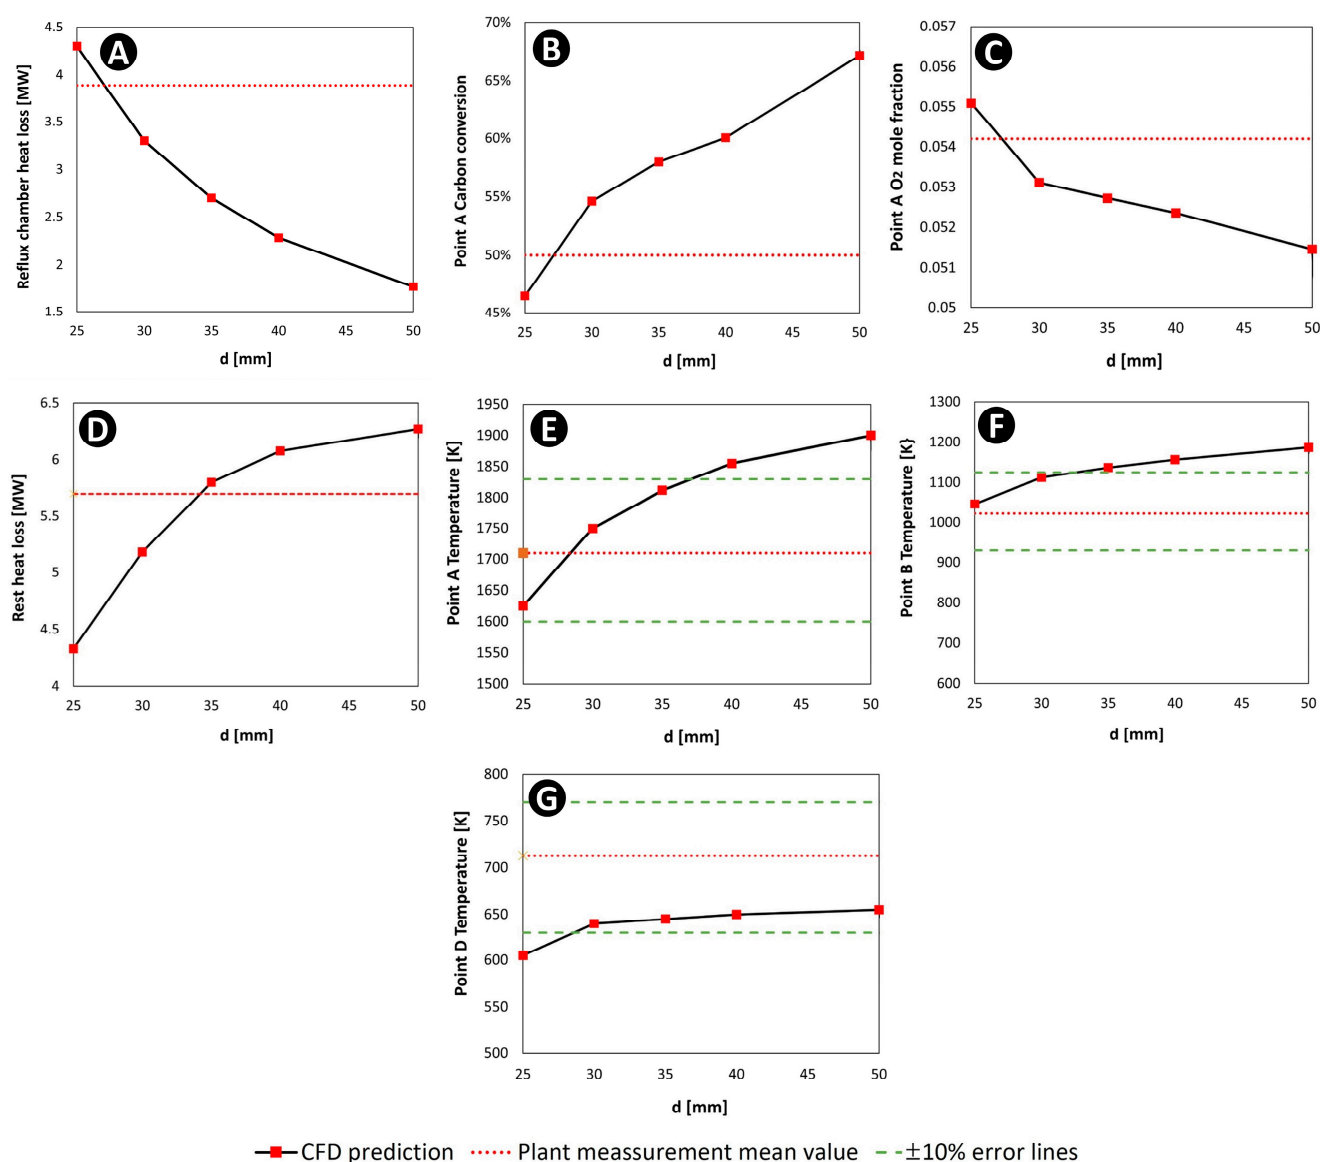 A
Reflux chamber heat loss [MW]
4.5
4
3.5
3
2.5
2
1.5
25 30 35 40 45 50
d [mm]
B
Point A Carbon conversion
70%
65%
60%
55%
50%
45%
25 30 35 40 45 50
d [mm]
C
Point A O2 mole fraction
0.057
0.056
0.055
0.054
0.053
0.052
0.051
0.05
25 30 35 40 45 50
d [mm]
D
Rest heat loss [MW]
6.5
6
5.5
5
4.5
4
25 30 35 40 45 50
d [mm]
E
Point A Temperature [K]
1950
1900
1850
1800
1750
1700
1650
1600
1550
1500
25 30 35 40 45 50
d [mm]
F
Point B Temperature [K}
1300
1200
1100
1000
900
800
700
600
25 30 35 40 45 50
d [mm]
G
Point D Temperature [K]
800
750
700
650
600
550
500
25 30 35 40 45 50
d [mm]
CFD prediction Plant meassurement mean value ±10% error lines